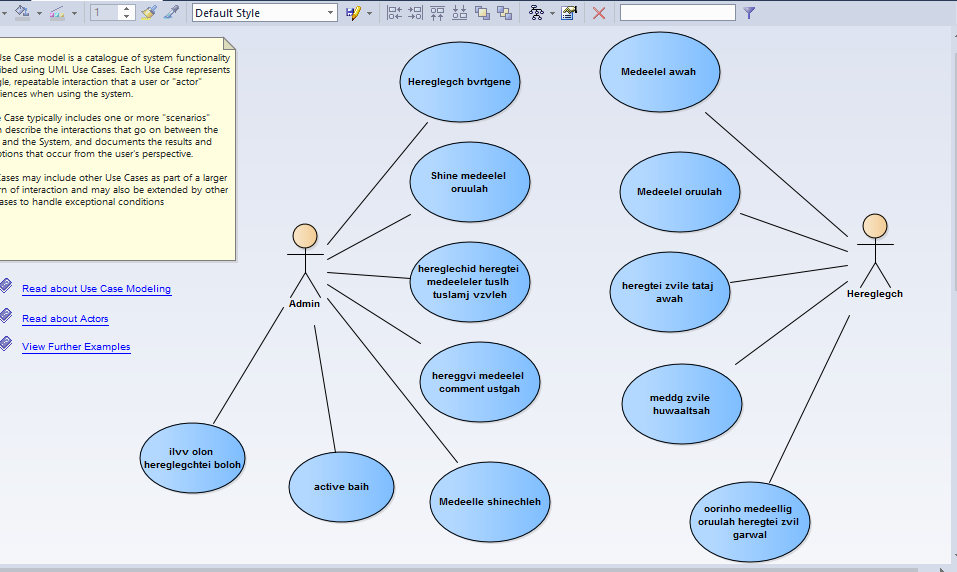 1
Default Style
Use Case model is a catalogue of system functionality
ibed using UML Use Cases. Each Use Case represents
gle, repeatable interaction that a user or "actor"
iences when using the system.
e Case typically includes one or more "scenarios"
h describe the interactions that go on between the
and the System, and documents the results and
ptions that occur from the user's perspective.
Cases may include other Use Cases as part of a larger
rn of interaction and may also be extended by other
ases to handle exceptional conditions
Read about Use Case Modeling
Read about Actors
View Further Examples
Hereglegch bvrtgene
Shine medeelel
oruulah
hereglechid heregtei
medeeleler tuslh
tuslamj vzvleh
hereggvi medeelel
comment ustgah
Medeelle shinechleh
active baih
ilvv olon
hereglegchtei boloh
Admin
Medeelel awah
Medeelel oruulah
heregtei zvile tataj
awah
meddg zvile
huwaaltsah
oorinho medeellig
oruulah heregtei zvil
garwal
Hereglegch